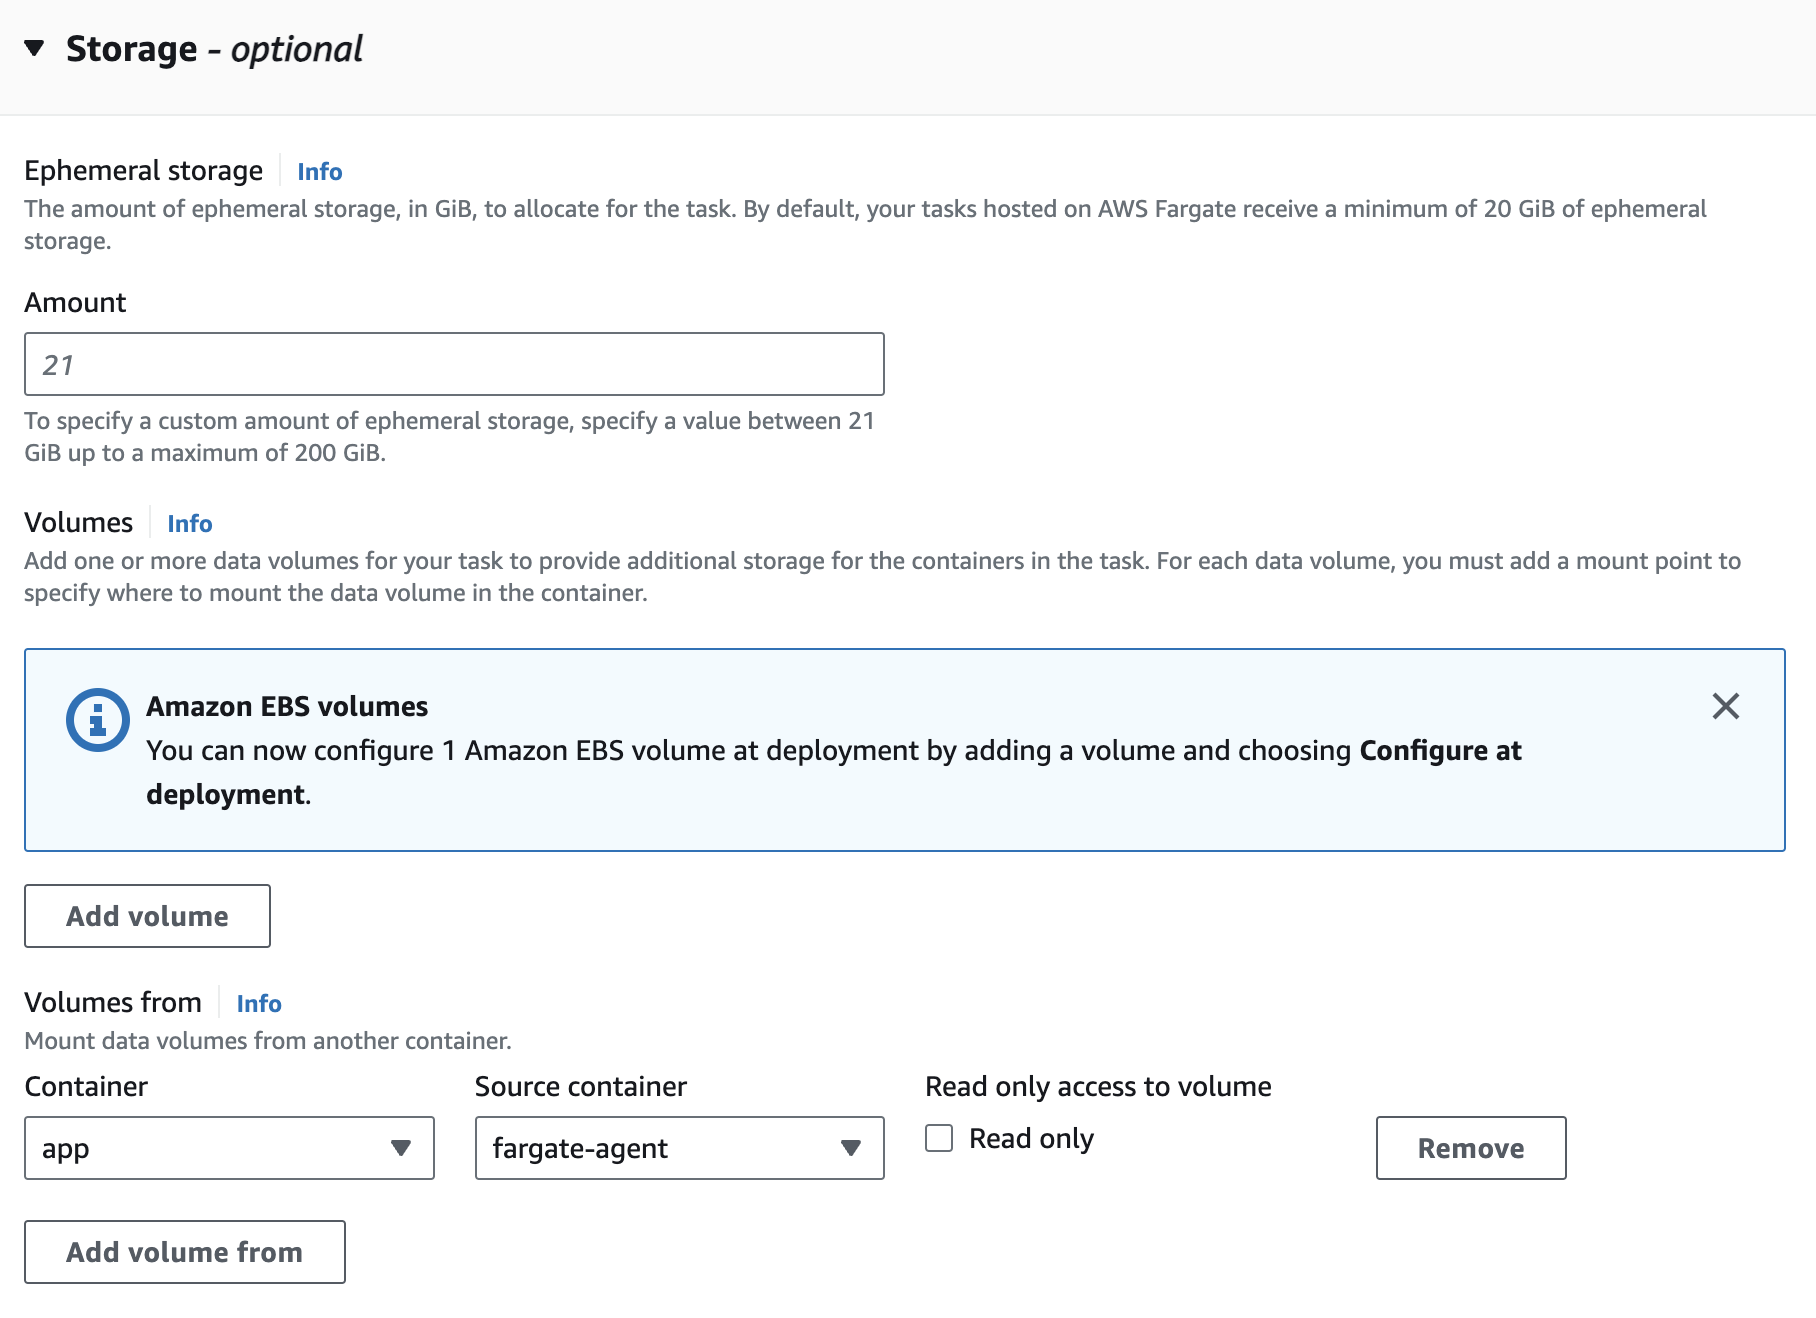 Storage - optional
Ephemeral storage Info
The amount of ephemeral storage, in GiB, to allocate for the task. By default, your tasks hosted on AWS Fargate receive a minimum of 20 GiB of ephemeral
storage.
Amount
21
To specify a custom amount of ephemeral storage, specify a value between 21
GiB up to a maximum of 200 GiB.
Volumes Info
Add one or more data volumes for your task to provide additional storage for the containers in the task. For each data volume, you must add a mount point to
specify where to mount the data volume in the container.
Amazon EBS volumes
You can now configure 1 Amazon EBS volume at deployment by adding a volume and choosing Configure at
deployment.
Add volume
Volumes from Info
Mount data volumes from another container.
Container Source container Read only access to volume
app fargate-agent Read only Remove
Add volume from